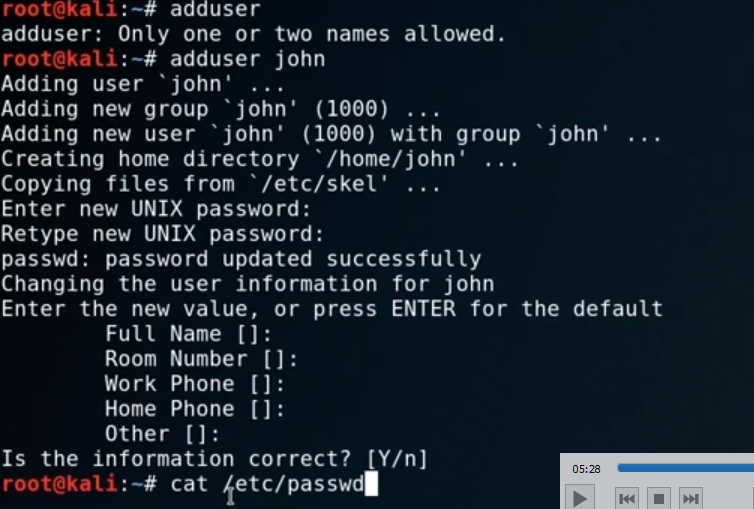 root@kali:~# adduser
adduser: Only one or two names allowed.
root@kali:~# adduser john
Adding user `john' ...
Adding new group `john' (1000) ...
Adding new user `john' (1000) with group `john' ...
Creating home directory `/home/john' ...
Copying files from `/etc/skel' ...
Enter new UNIX password:
Retype new UNIX password:
passwd: password updated successfully
Changing the user information for john
Enter the new value, or press ENTER for the default
        Full Name []:
        Room Number []:
        Work Phone []:
        Home Phone []:
        Other []:
Is the information correct? [Y/n]
root@kali:~# cat /etc/passwd
05:28